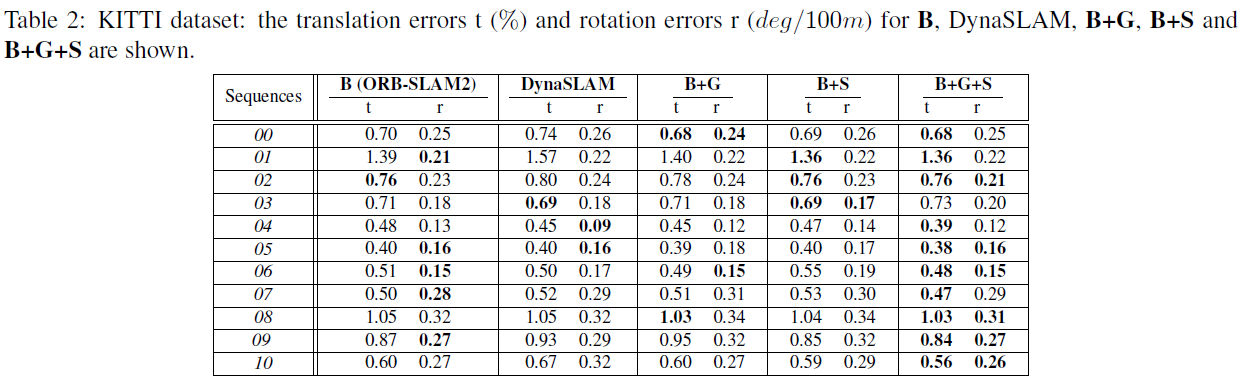 Table 2: KITTI dataset: the translation errors t (%) and rotation errors r (deg/100m) for B, DynaSLAM, B+G, B+S and
B+G+S are shown.
Sequences B (ORB-SLAM2) DynaSLAM B+G B+S B+G+S
t r t r t r t r t r
00 0.70 0.25 0.74 0.26 0.68 0.24 0.69 0.26 0.68 0.25
01 1.39 0.21 1.57 0.22 1.40 0.22 1.36 0.22 1.36 0.22
02 0.76 0.23 0.80 0.24 0.78 0.24 0.76 0.23 0.76 0.21
03 0.71 0.18 0.69 0.18 0.71 0.18 0.69 0.17 0.73 0.20
04 0.48 0.13 0.45 0.09 0.45 0.12 0.47 0.14 0.39 0.12
05 0.40 0.16 0.40 0.16 0.39 0.18 0.40 0.17 0.38 0.16
06 0.51 0.15 0.50 0.17 0.49 0.15 0.55 0.19 0.48 0.15
07 0.50 0.28 0.52 0.29 0.51 0.31 0.53 0.30 0.47 0.29
08 1.05 0.32 1.05 0.32 1.03 0.34 1.04 0.34 1.03 0.31
09 0.87 0.27 0.93 0.29 0.95 0.32 0.85 0.32 0.84 0.27
10 0.60 0.27 0.67 0.32 0.60 0.27 0.59 0.29 0.56 0.26